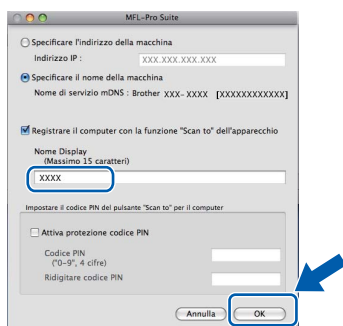 MFL-Pro Suite
Specificare l'indirizzo della macchina
Indirizzo IP :
XXX.XXX.XXX.XXX
Specificare il nome della macchina
Nome di servizio mDNS : Brother XXX-XXXX [XXXXXXXXXXXX]
Registrare il computer con la funzione "Scan to" dell'apparecchio
Nome Display
(Massimo 15 caratteri)
XXXX
Impostare il codice PIN del pulsante "Scan to" per il computer
Attiva protezione codice PIN
Codice PIN
("0-9", 4 cifre)
Ridigitare codice PIN
Annulla OK